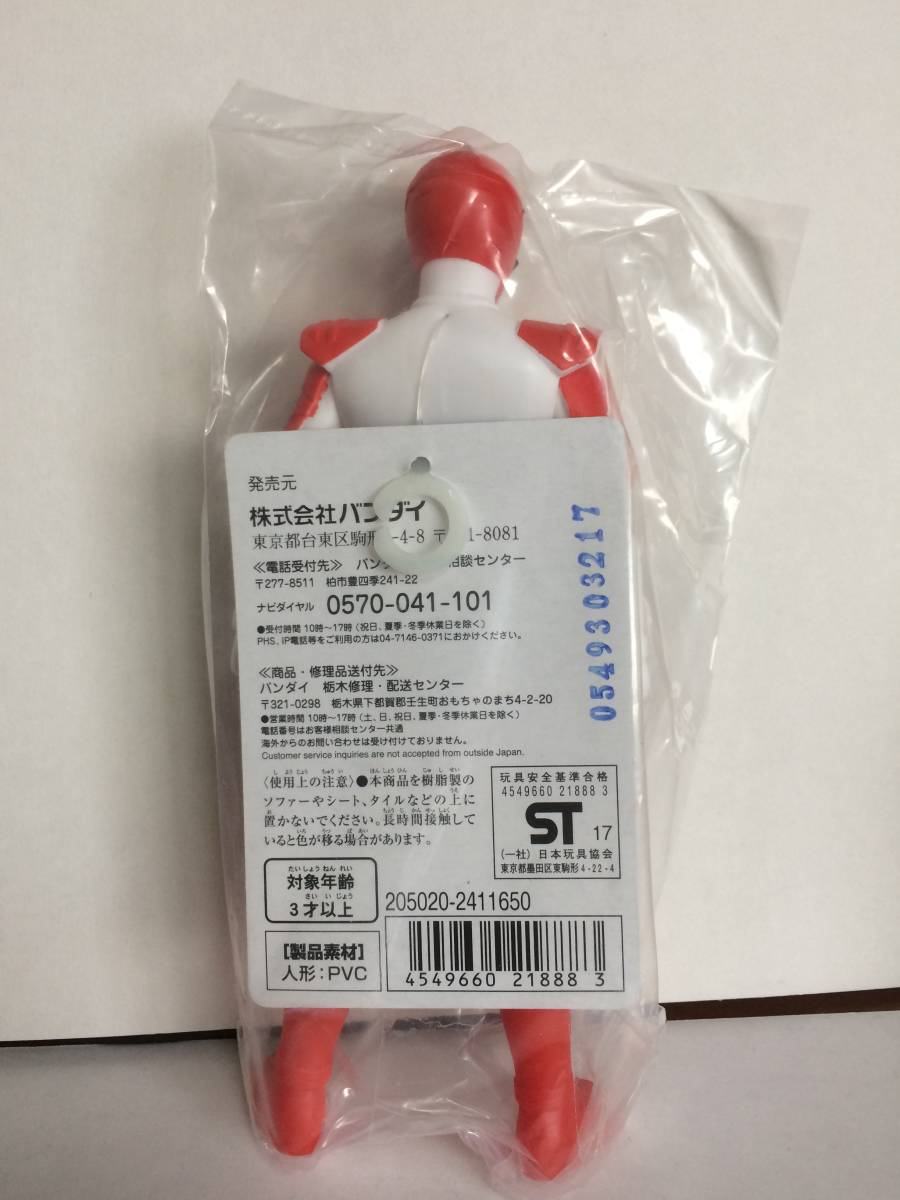 発売元
株式会社バンダイ
東京都台東区駒形 -4-8 〒 1-8081
≪電話受付先≫ バンダ 相談センター
〒277-8511 柏市豊四季241-22
ナビダイヤル 0570-041-101
●受付時間 10時〜17時(祝日、夏季・冬季休業日を除く)
PHS、IP電話等をご利用の方は04-7146-0371におかけください。
≪商品・修理品送付先≫
バンダイ 栃木修理・配送センター
〒321-0298 栃木県下都賀郡壬生町おもちゃのまち4-2-20
●営業時間 10時〜17時(土、日、祝日、夏季・冬季休業日を除く)
電話番号はお客様相談センター共通
海外からのお問い合わせは受け付けておりません。
Customer service inquiries are not accepted from outside Japan.
〈使用上の注意〉●本商品を樹脂製の
ソファーやシート、タイルなどの上に
置かないでください。長時間接触して
いると色が移る場合があります。
対象年齢
3才以上
[製品素材]
人形:PVC
玩具安全基準合格
4549660 21888 3
ST 17
(一社)日本玩具協会
東京都墨田区東駒形4-22-4
205020-2411650
4549660 21888 3
0549303217